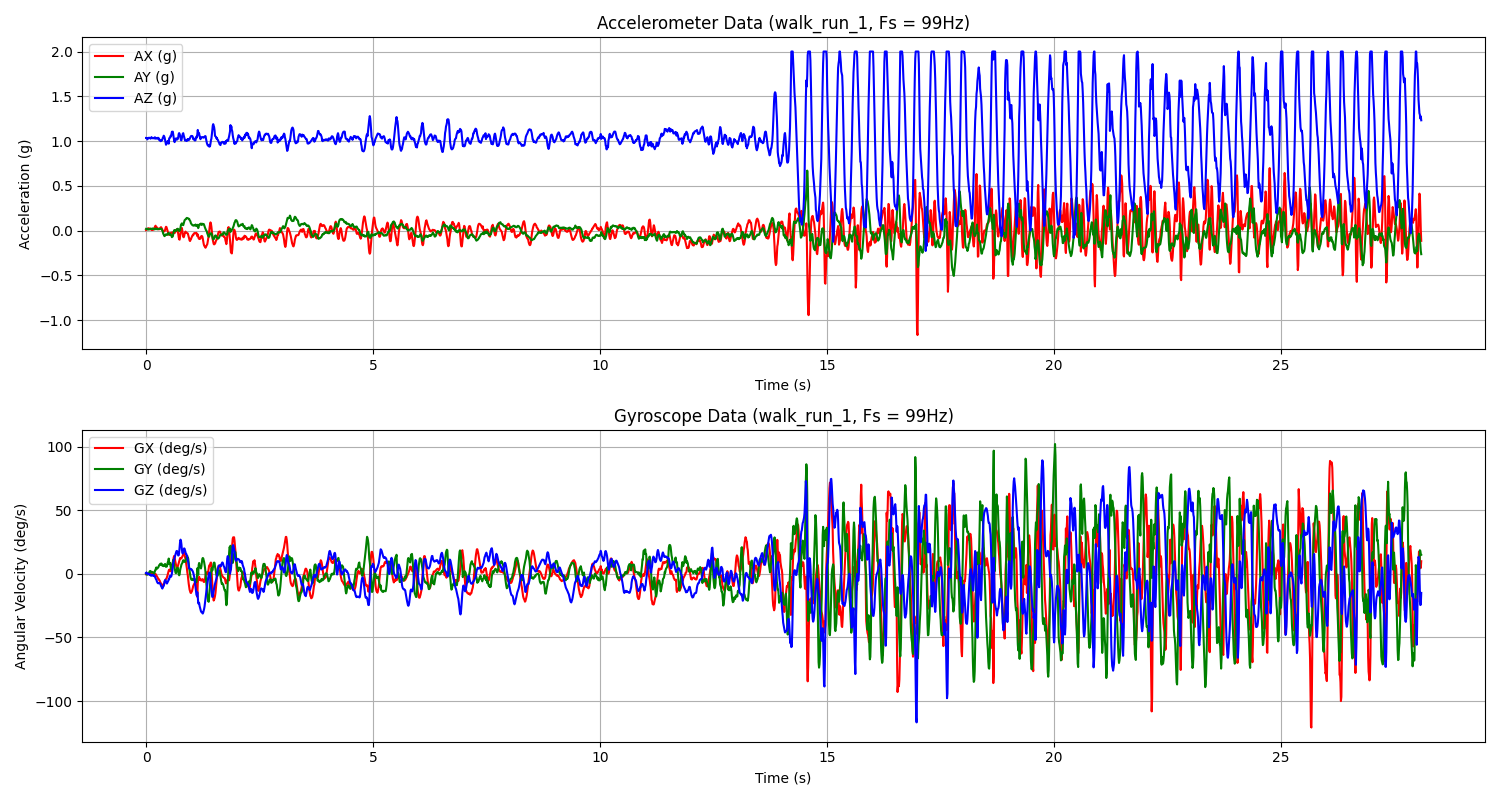 Accelerometer Data (walk_run_1, Fs = 99Hz)
AX (g)
AY (g)
AZ (g)
Acceleration (g)
2.0
1.5
1.0
0.5
0.0
−0.5
−1.0
0 5 10 15 20 25
Time (s)
Gyroscope Data (walk_run_1, Fs = 99Hz)
GX (deg/s)
GY (deg/s)
GZ (deg/s)
Angular Velocity (deg/s)
100
50
0
−50
−100
0 5 10 15 20 25
Time (s)